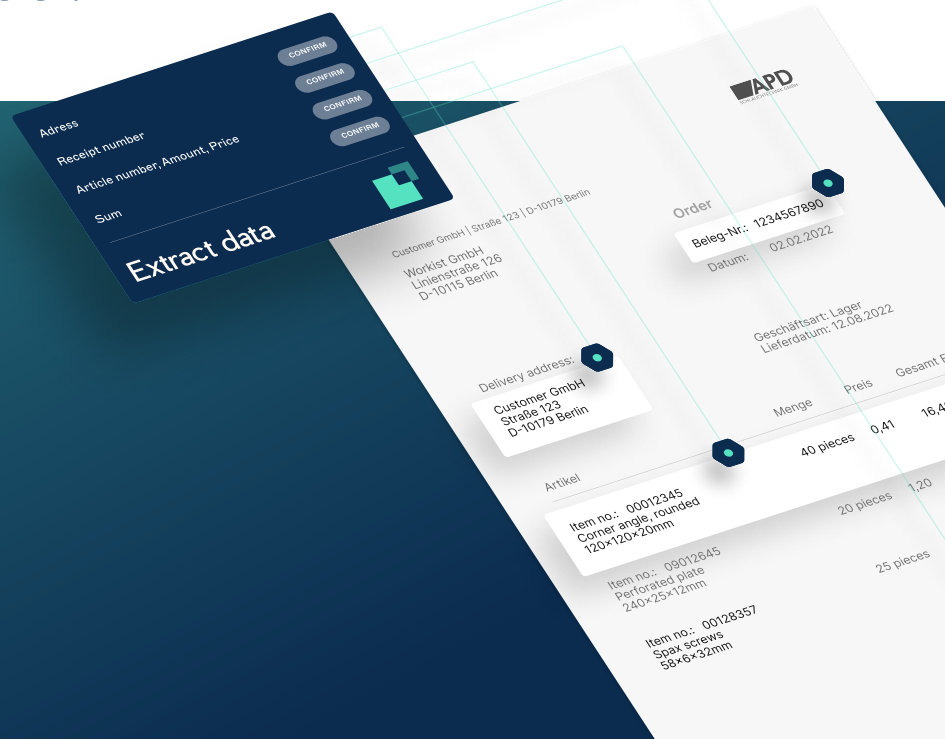 Adress CONFIRM
Receipt number CONFIRM
Article number, Amount, Price CONFIRM
Sum CONFIRM
Extract data
APD
Customer GmbH | Straße 123 | D-10179 Berlin
Workist GmbH
Linienstraße 126
D-10115 Berlin
Order
Beleg-Nr.: 1234567890
Datum: 02.02.2022
Geschäftsart: Lager
Lieferdatum: 12.08.2022
Delivery address:
Customer GmbH
Straße 123
D-10179 Berlin
Artikel Menge Preis Gesamt
Item no.: 00012345 40 pieces 0,41
Corner angle, rounded
120×120×20mm
Item no.: 09012645 20 pieces 1,20
Perforated plate
240×25×12mm
Item no.: 00128357 25 pieces
Spax screws
58×6×32mm